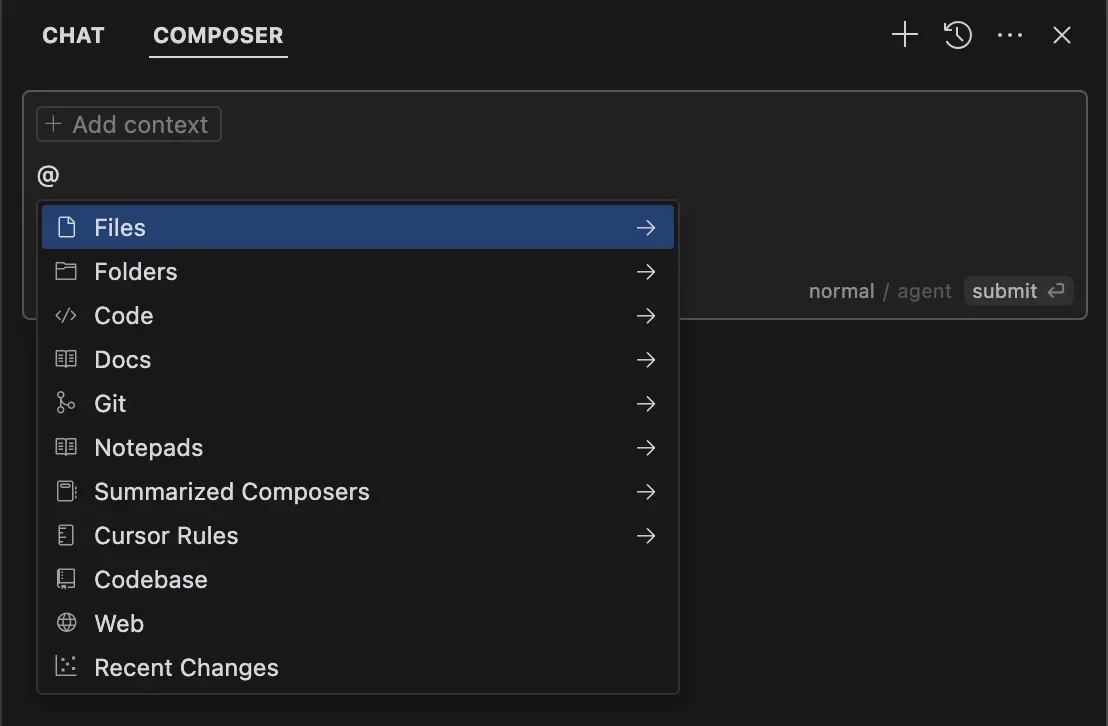 CHAT COMPOSER
+ Add context
@
Files
Folders
normal / agent submit
Code
Docs
Git
Notepads
Summarized Composers
Cursor Rules
Codebase
Web
Recent Changes